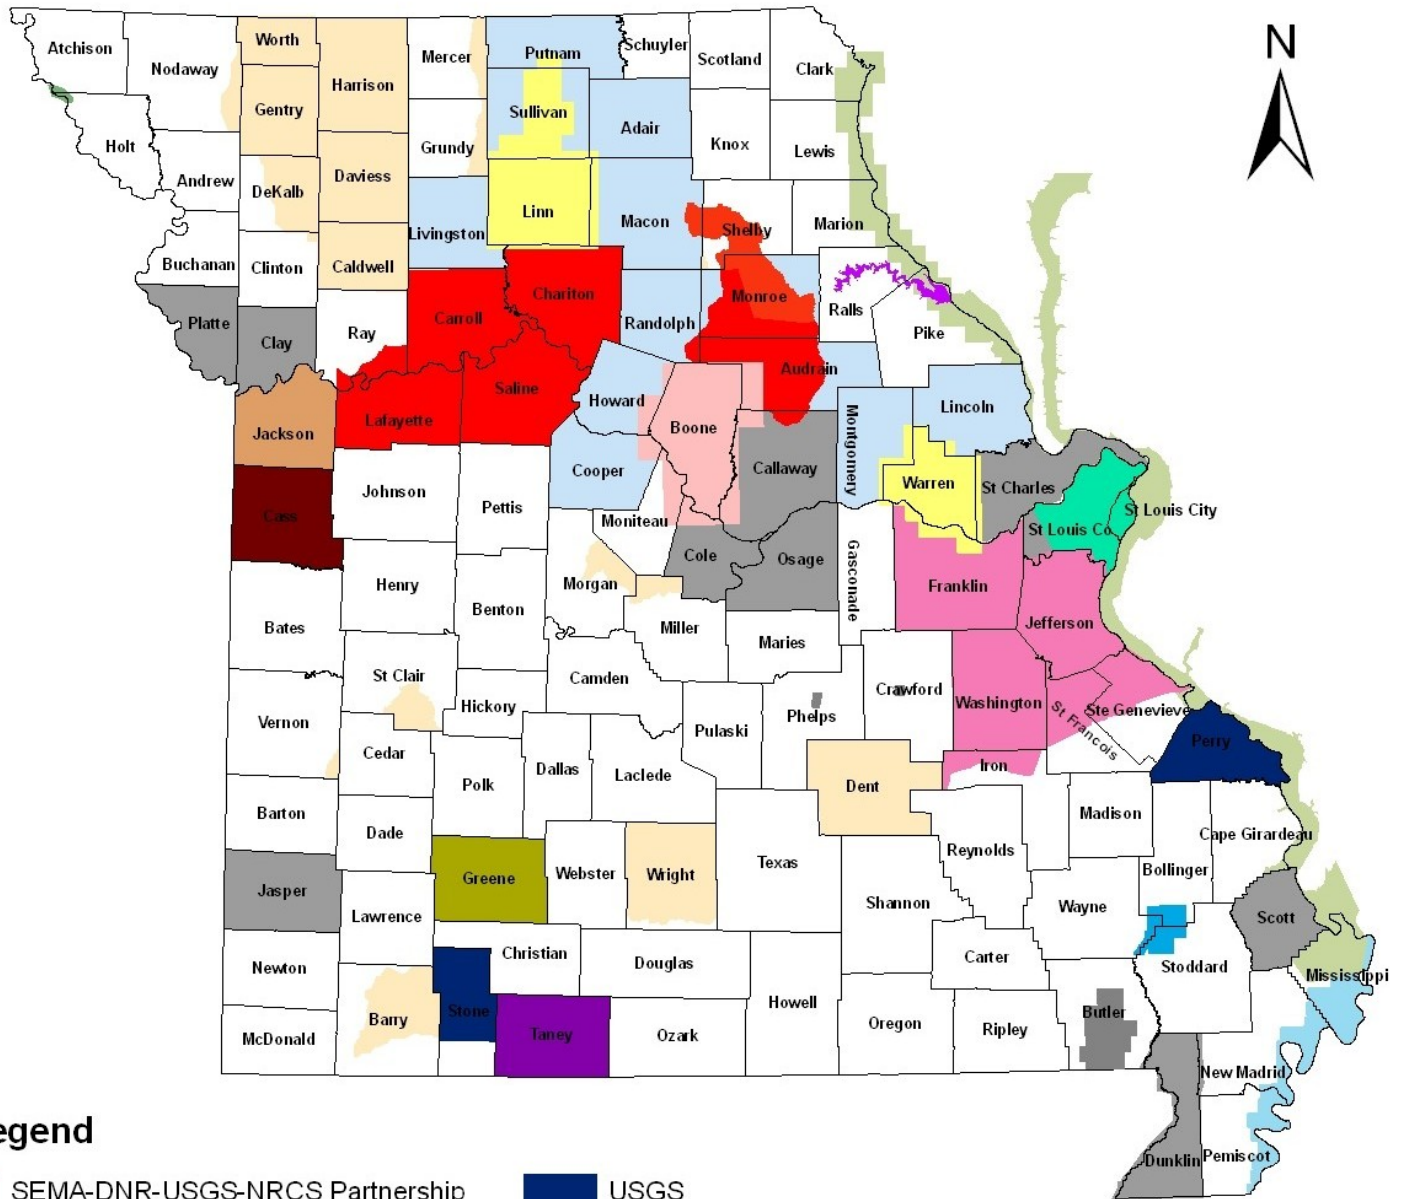 N
Atchison
Nodaway
Worth
Harrison
Mercer
Putnam
Schuyler
Scotland
Clark
Gentry
Sullivan
Adair
Knox
Lewis
Holt
Andrew
DeKalb
Daviess
Grundy
Linn
Macon
Shelby
Marion
Livingston
Buchanan
Clinton
Caldwell
Chariton
Monroe
Ralls
Pike
Platte
Clay
Ray
Carroll
Randolph
Audrain
Saline
Howard
Boone
Montgomery
Lincoln
Jackson
Lafayette
Cooper
Callaway
Warren
St Charles
St Louis City
St Louis Co
Cass
Johnson
Pettis
Moniteau
Cole
Osage
Gasconade
Franklin
Jefferson
Henry
Benton
Morgan
Miller
Maries
Bates
St Clair
Hickory
Camden
Pulaski
Phelps
Crawford
Washington
St Francois
Ste Genevieve
Perry
Vernon
Cedar
Polk
Dallas
Laclede
Dent
Iron
Madison
Cape Girardeau
Barton
Dade
Greene
Webster
Wright
Texas
Reynolds
Bollinger
Jasper
Lawrence
Shannon
Wayne
Scott
Newton
Christian
Douglas
Howell
Carter
Stoddard
Mississippi
McDonald
Barry
Stone
Taney
Ozark
Oregon
Ripley
Butler
New Madrid
Dunklin
Pemiscot
egend
SEMA-DNR-USGS-NRCS Partnership
USGS